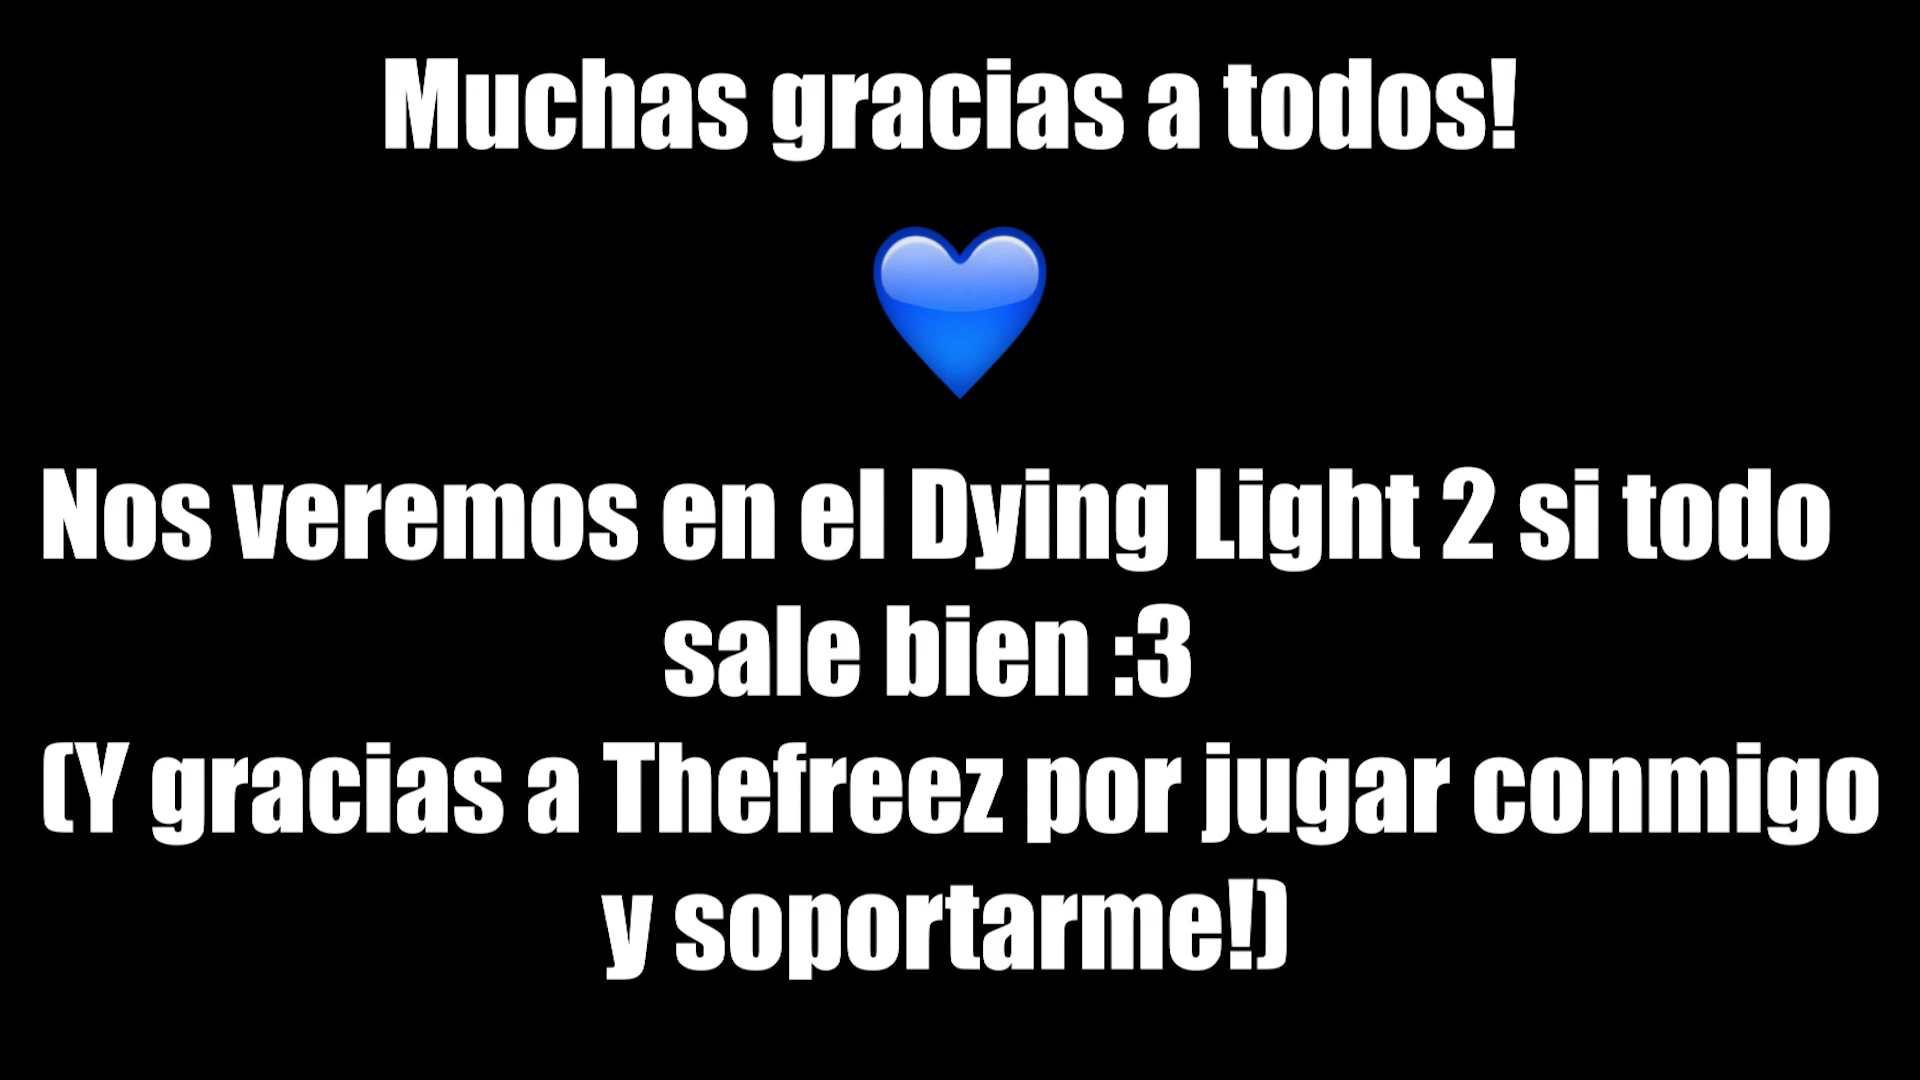 Muchas gracias a todos!
💙
Nos veremos en el Dying Light 2 si todo
sale bien :3
(Y gracias a Thefreez por jugar conmigo
y soportarme!)